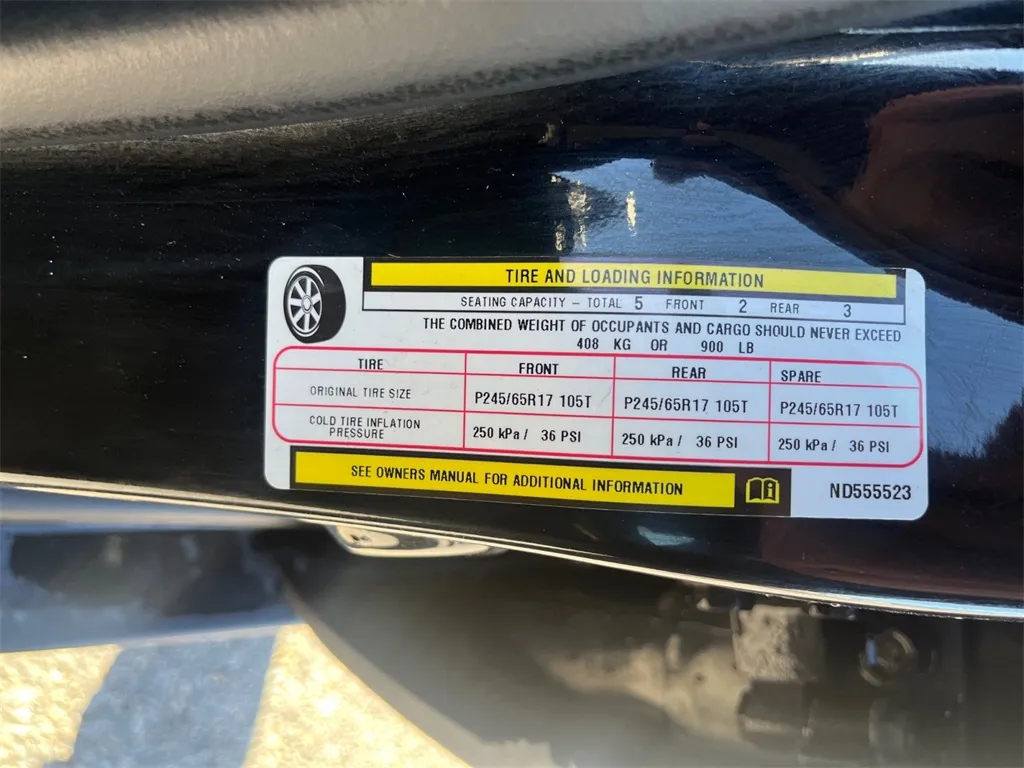 TIRE AND LOADING INFORMATION
SEATING CAPACITY – TOTAL 5 FRONT 2 REAR 3
THE COMBINED WEIGHT OF OCCUPANTS AND CARGO SHOULD NEVER EXCEED
408 KG OR 900 LB
TIRE FRONT REAR SPARE
ORIGINAL TIRE SIZE P245/65R17 105T P245/65R17 105T P245/65R17 105T
COLD TIRE INFLATION PRESSURE 250 kPa / 36 PSI 250 kPa / 36 PSI 250 kPa / 36 PSI
SEE OWNERS MANUAL FOR ADDITIONAL INFORMATION
ND555523